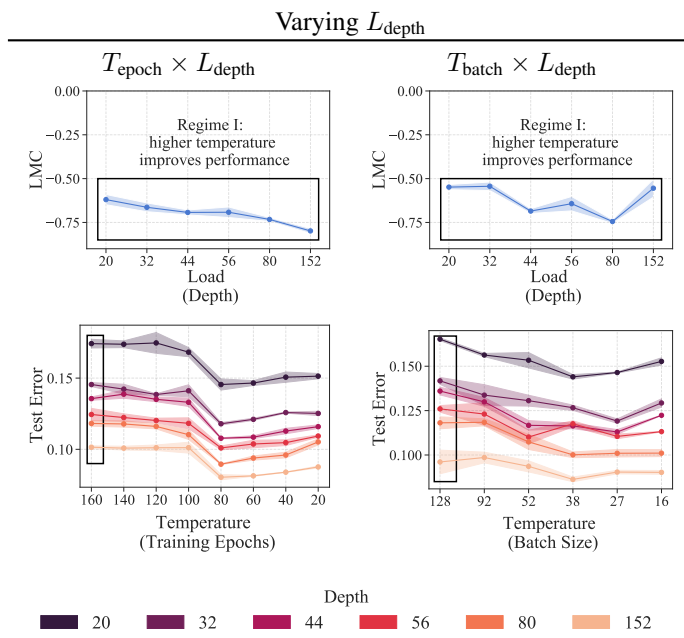 Varying L_depth
T_epoch × L_depth
T_batch × L_depth
0.00
−0.25
−0.50
−0.75
LMC
Regime I:
higher temperature
improves performance
20 32 44 56 80 152
Load
(Depth)
0.00
−0.25
−0.50
−0.75
LMC
Regime I:
higher temperature
improves performance
20 32 44 56 80 152
Load
(Depth)
0.15
0.10
Test Error
160 140 120 100 80 60 40 20
Temperature
(Training Epochs)
0.150
0.125
0.100
Test Error
128 92 52 38 27 16
Temperature
(Batch Size)
Depth
20 32 44 56 80 152